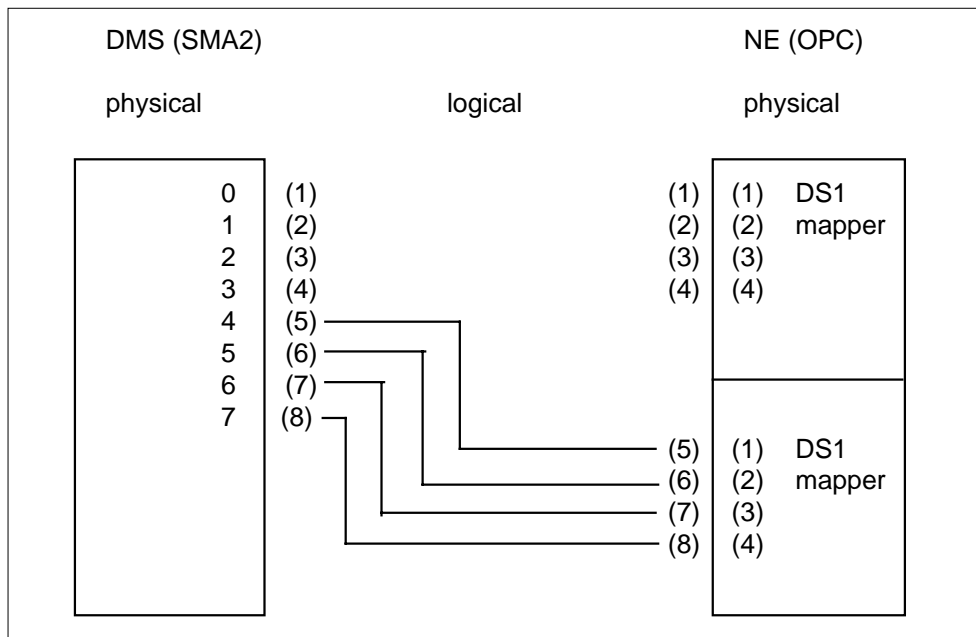 DMS (SMA2) NE (OPC)
physical logical physical
0 (1) (1) (1) DS1
1 (2) (2) (2) mapper
2 (3) (3) (3)
3 (4) (4) (4)
4 (5)
5 (6)
6 (7)
7 (8)
(5) (1) DS1
(6) (2) mapper
(7) (3)
(8) (4)